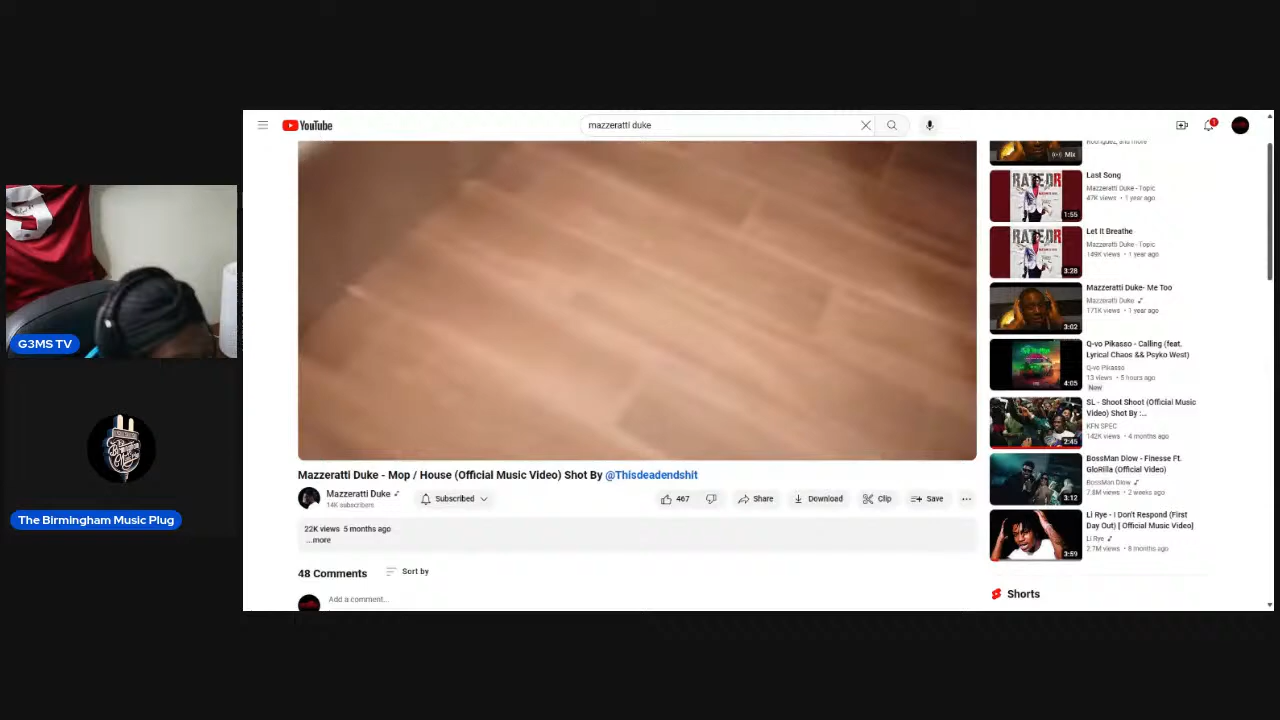 YouTube
mazzeratti duke
1
G3MS TV
The Birmingham Music Plug
Mazzeratti Duke - Mop / House (Official Music Video) Shot By @Thisdeadendshit
Mazzeratti Duke
14K subscribers
Subscribed
467
Share
Download
Clip
Save
22K views 5 months ago
...more
48 Comments
Sort by
Add a comment...
Rodriguez, and more
Mix
RATED R
1:55
Last Song
Mazzeratti Duke - Topic
47K views • 1 year ago
RATED R
3:28
Let It Breathe
Mazzeratti Duke - Topic
149K views • 1 year ago
3:02
Mazzeratti Duke- Me Too
Mazzeratti Duke
171K views • 1 year ago
4:05
Q-vo Pikasso - Calling (feat.
Lyrical Chaos && Psyko West)
Q-vo Pikasso
13 views • 5 hours ago
New
2:45
SL - Shoot Shoot (Official Music
Video) Shot By :...
KFN SPEC
142K views • 4 months ago
3:12
BossMan Dlow - Finesse Ft.
GloRilla (Official Video)
BossMan Dlow
7.8M views • 2 weeks ago
3:59
Li Rye - I Don't Respond (First
Day Out) [ Official Music Video]
Li Rye
2.7M views • 8 months ago
Shorts